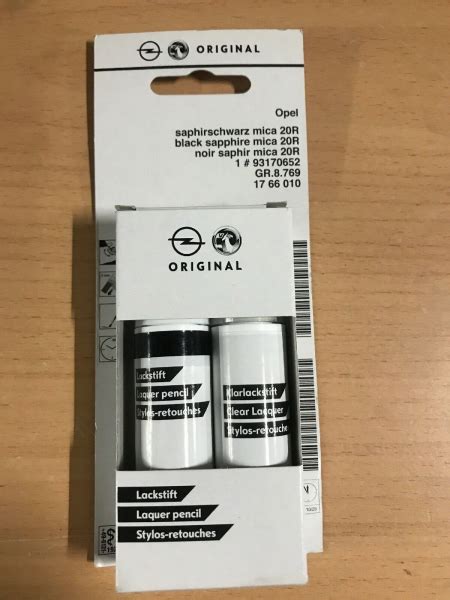 ORIGINAL
Opel
saphirschwarz mica 20R
black sapphire mica 20R
noir saphir mica 20R
1 # 93170652
GR.8.769
17 66 010
ORIGINAL
Lackstift
Laquer pencil
Stylos-retouches
Klarlackstift
Clear Lacquer
Stylos-retouches
Lackstift
Laquer pencil
Stylos-retouches